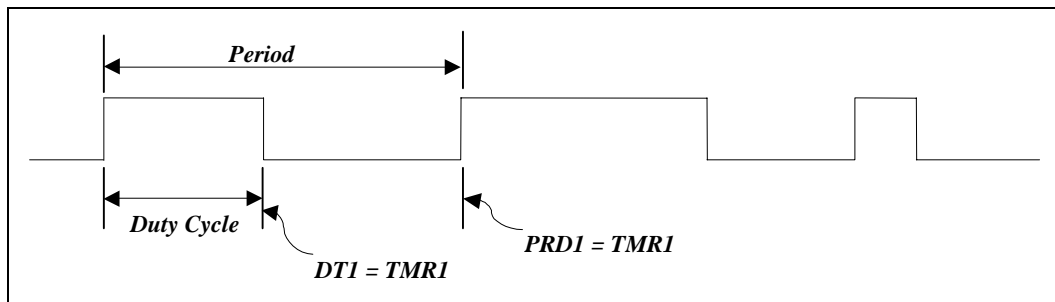 Period
Duty Cycle
PRD1 = TMR1
DT1 = TMR1